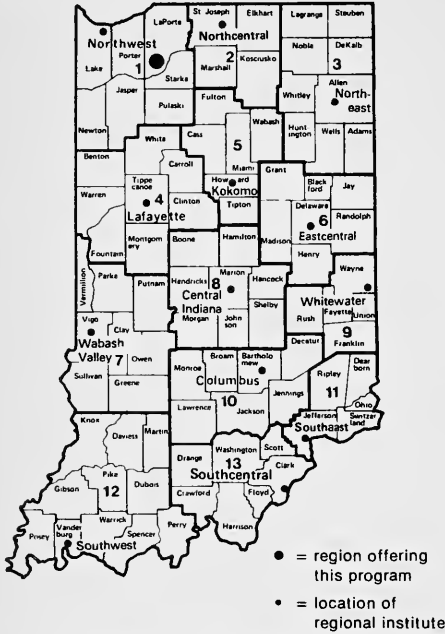 LaPorte
St Joseph
Elkhart
Lagrange
Steuben
Northwest
Northcentral
Lake
Porter
1
2
Marshall
Kosciusko
Noble
DeKalb
3
Starke
Jasper
Pulaski
Newton
Fulton
Whitley
Allen
North-
east
Hunt
ington
Wells
Adams
Benton
White
Cass
Wabash
5
Miami
Carroll
Howard
Kokomo
Tipton
Warren
Tippe
canoe
4
Lafayette
Clinton
Grant
Black
ford
Jay
Delaware
6
Randolph
Eastcentral
Madison
Henry
Fountain
Montgom
ery
Boone
Hamilton
Vermilion
Parke
Putnam
Hendricks
8
Marion
Central
Indiana
Hancock
Morgan
John
son
Shelby
Wayne
Whitewater
Rush
Fayette
Union
9
Franklin
Vigo
Clay
Wabash
Valley
7
Owen
Sullivan
Greene
Monroe
Broam
Bartholo
mew
Decatur
Columbus
10
Lawrence
Jackson
Jennings
Ripley
Dear
born
11
Ohio
Jefferson
Switzer
land
Southeast
Knox
Daviess
Martin
Orange
Washington
Scott
13
Clark
Southcentral
Crawford
Floyd
Harrison
Gibson
Pike
12
Dubois
Posey
Vander
burg
Warrick
Spencer
Perry
Southwest
● = region offering
this program
• = location of
regional institute